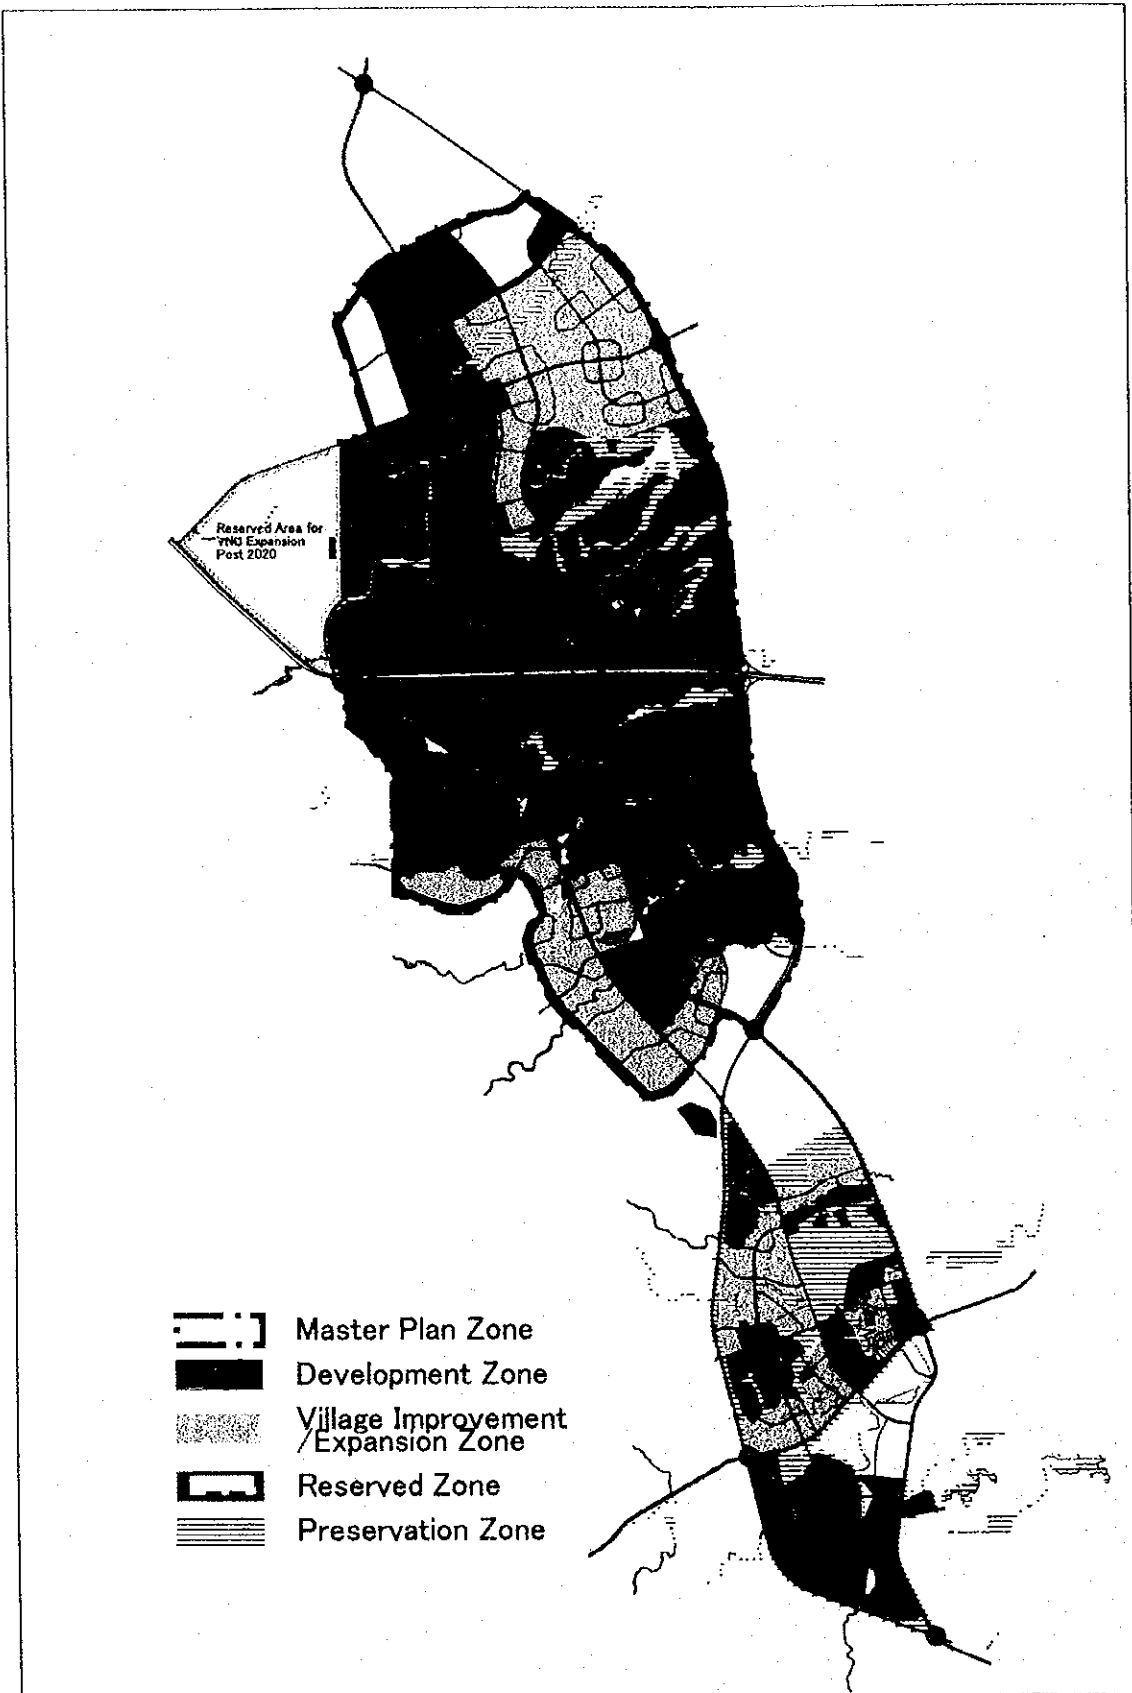 Reserved Area for
VNU Expansion
Post 2020
Master Plan Zone
Development Zone
Village Improvement
/Expansion Zone
Reserved Zone
Preservation Zone